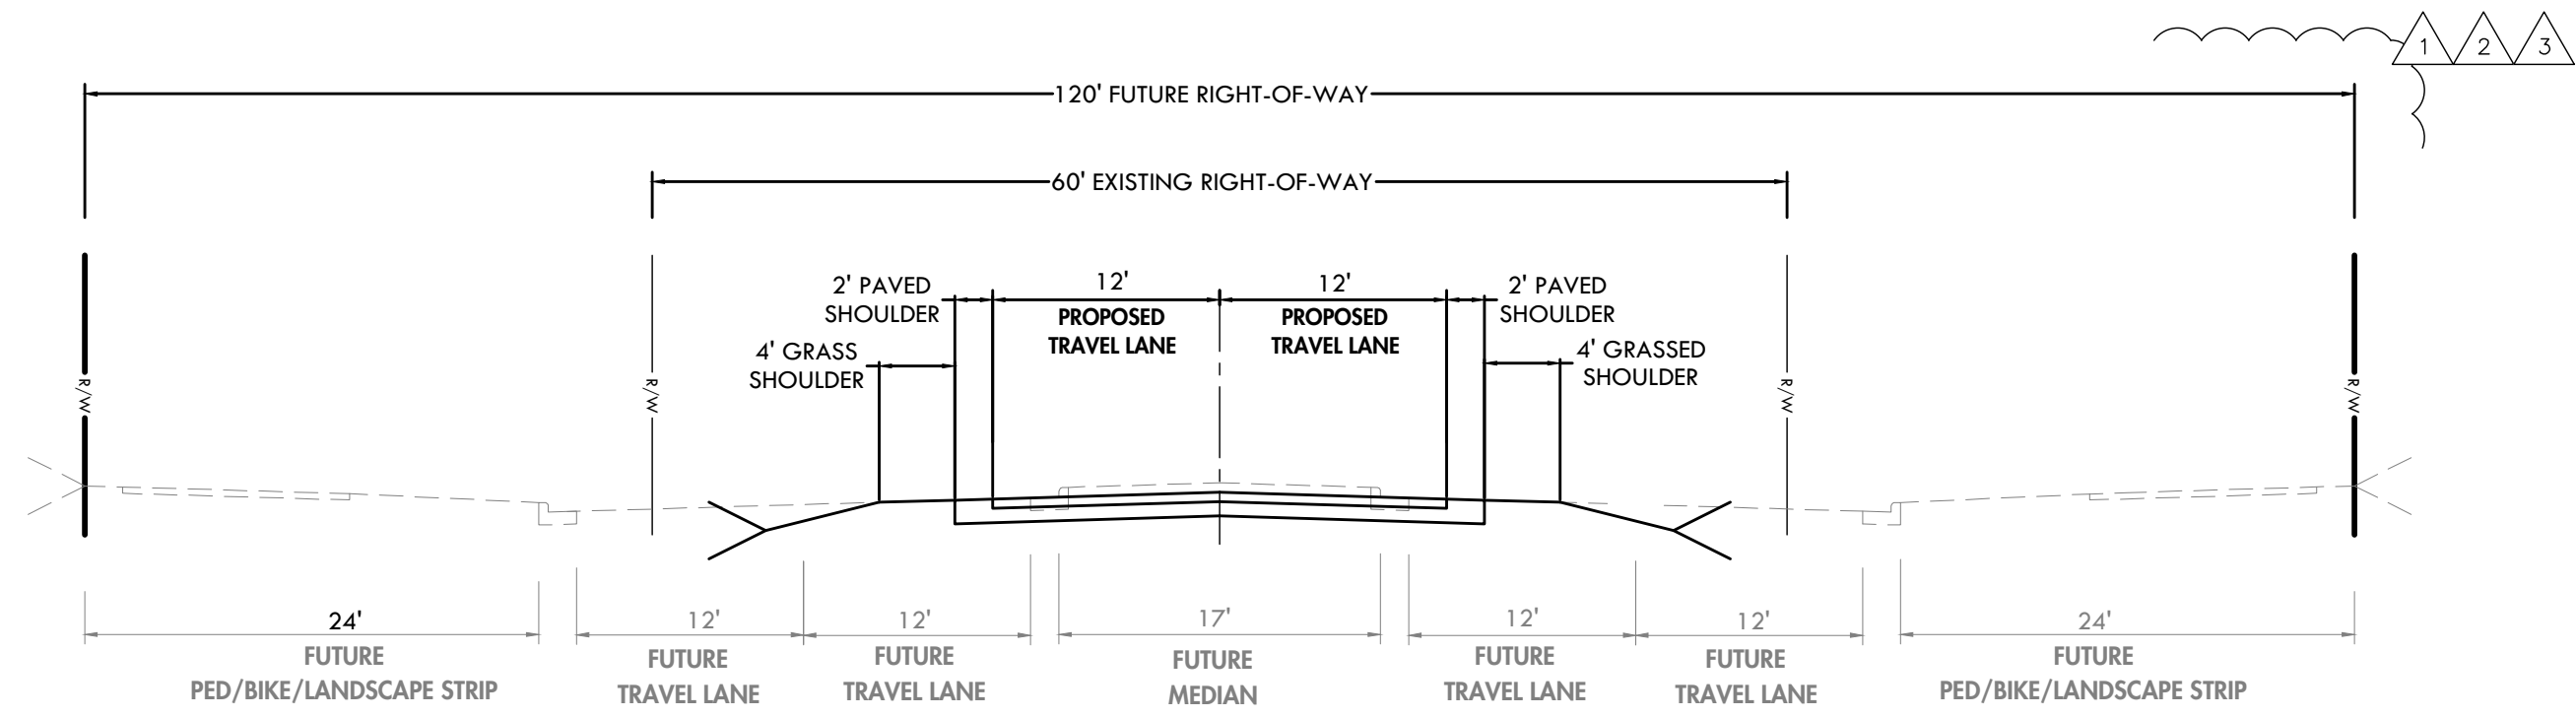 1 2 3
120' FUTURE RIGHT-OF-WAY
60' EXISTING RIGHT-OF-WAY
2' PAVED
SHOULDER
12'
PROPOSED
TRAVEL LANE
12'
PROPOSED
TRAVEL LANE
2' PAVED
SHOULDER
4' GRASS
SHOULDER
4' GRASSED
SHOULDER
R/W
R/W
R/W
R/W
24'
FUTURE
PED/BIKE/LANDSCAPE STRIP
12'
FUTURE
TRAVEL LANE
12'
FUTURE
TRAVEL LANE
17'
FUTURE
MEDIAN
12'
FUTURE
TRAVEL LANE
12'
FUTURE
TRAVEL LANE
24'
FUTURE
PED/BIKE/LANDSCAPE STRIP